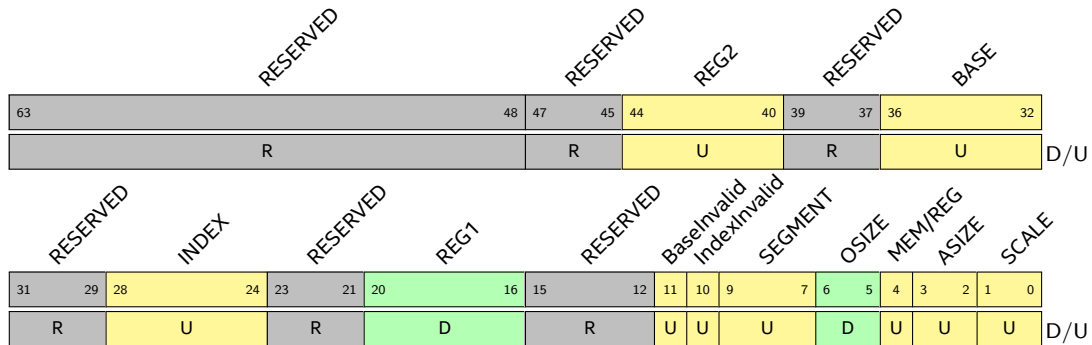 RESERVED RESERVED REG2 RESERVED BASE
63 48 47 45 44 40 39 37 36 32
R R U R U D/U
RESERVED INDEX RESERVED REG1 RESERVED BaseInvalid IndexInvalid SEGMENT OSIZE MEM/REG ASIZE SCALE
31 29 28 24 23 21 20 16 15 12 11 10 9 7 6 5 4 3 2 1 0
R U R D R U U U D U U U D/U